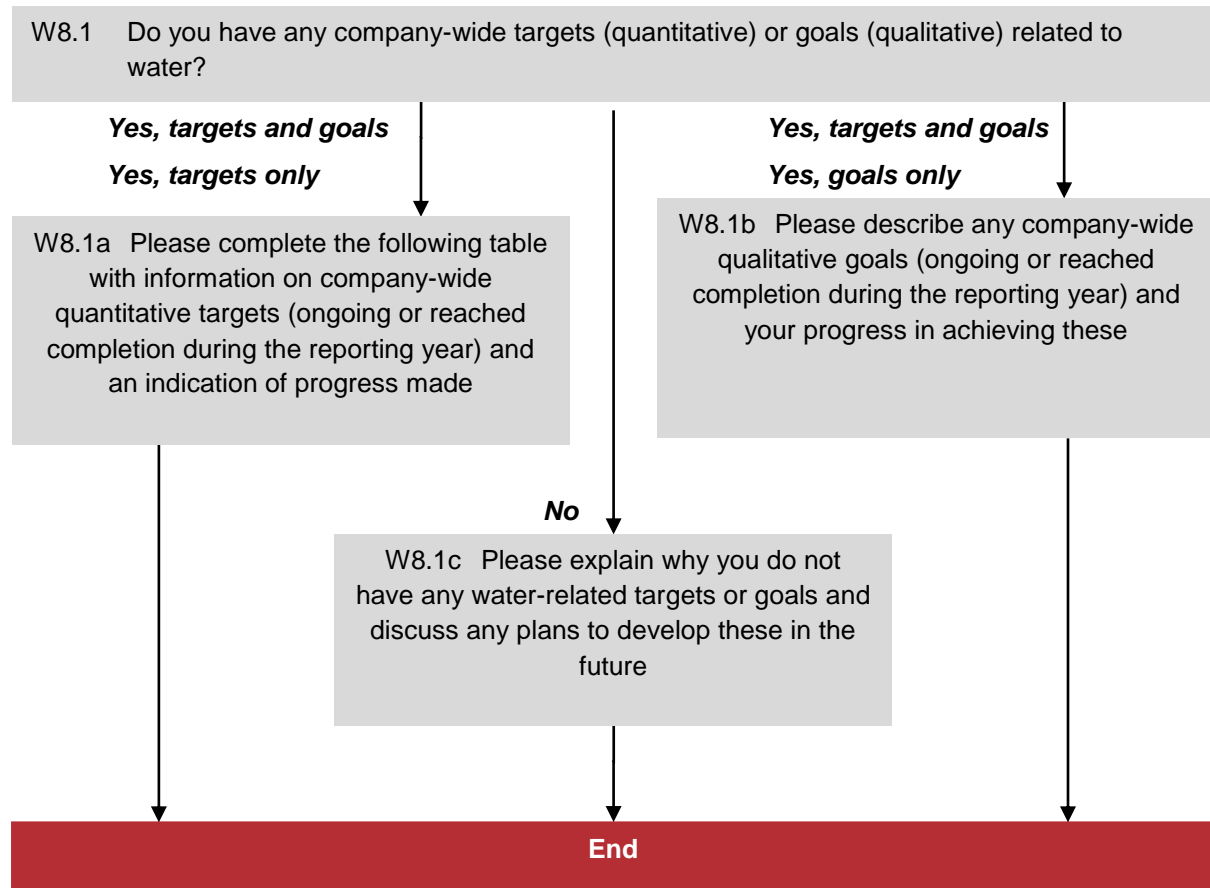 W8.1 Do you have any company-wide targets (quantitative) or goals (qualitative) related to
water?
Yes, targets and goals
Yes, targets only
Yes, targets and goals
Yes, goals only
W8.1a Please complete the following table
with information on company-wide
quantitative targets (ongoing or reached
completion during the reporting year) and
an indication of progress made
W8.1b Please describe any company-wide
qualitative goals (ongoing or reached
completion during the reporting year) and
your progress in achieving these
No
W8.1c Please explain why you do not
have any water-related targets or goals and
discuss any plans to develop these in the
future
End